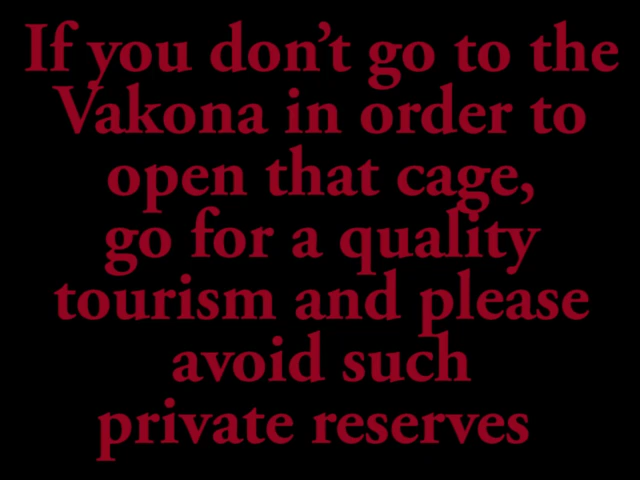 If you don’t go to the
Vakona in order to
open that cage,
go for a quality
tourism and please
avoid such
private reserves